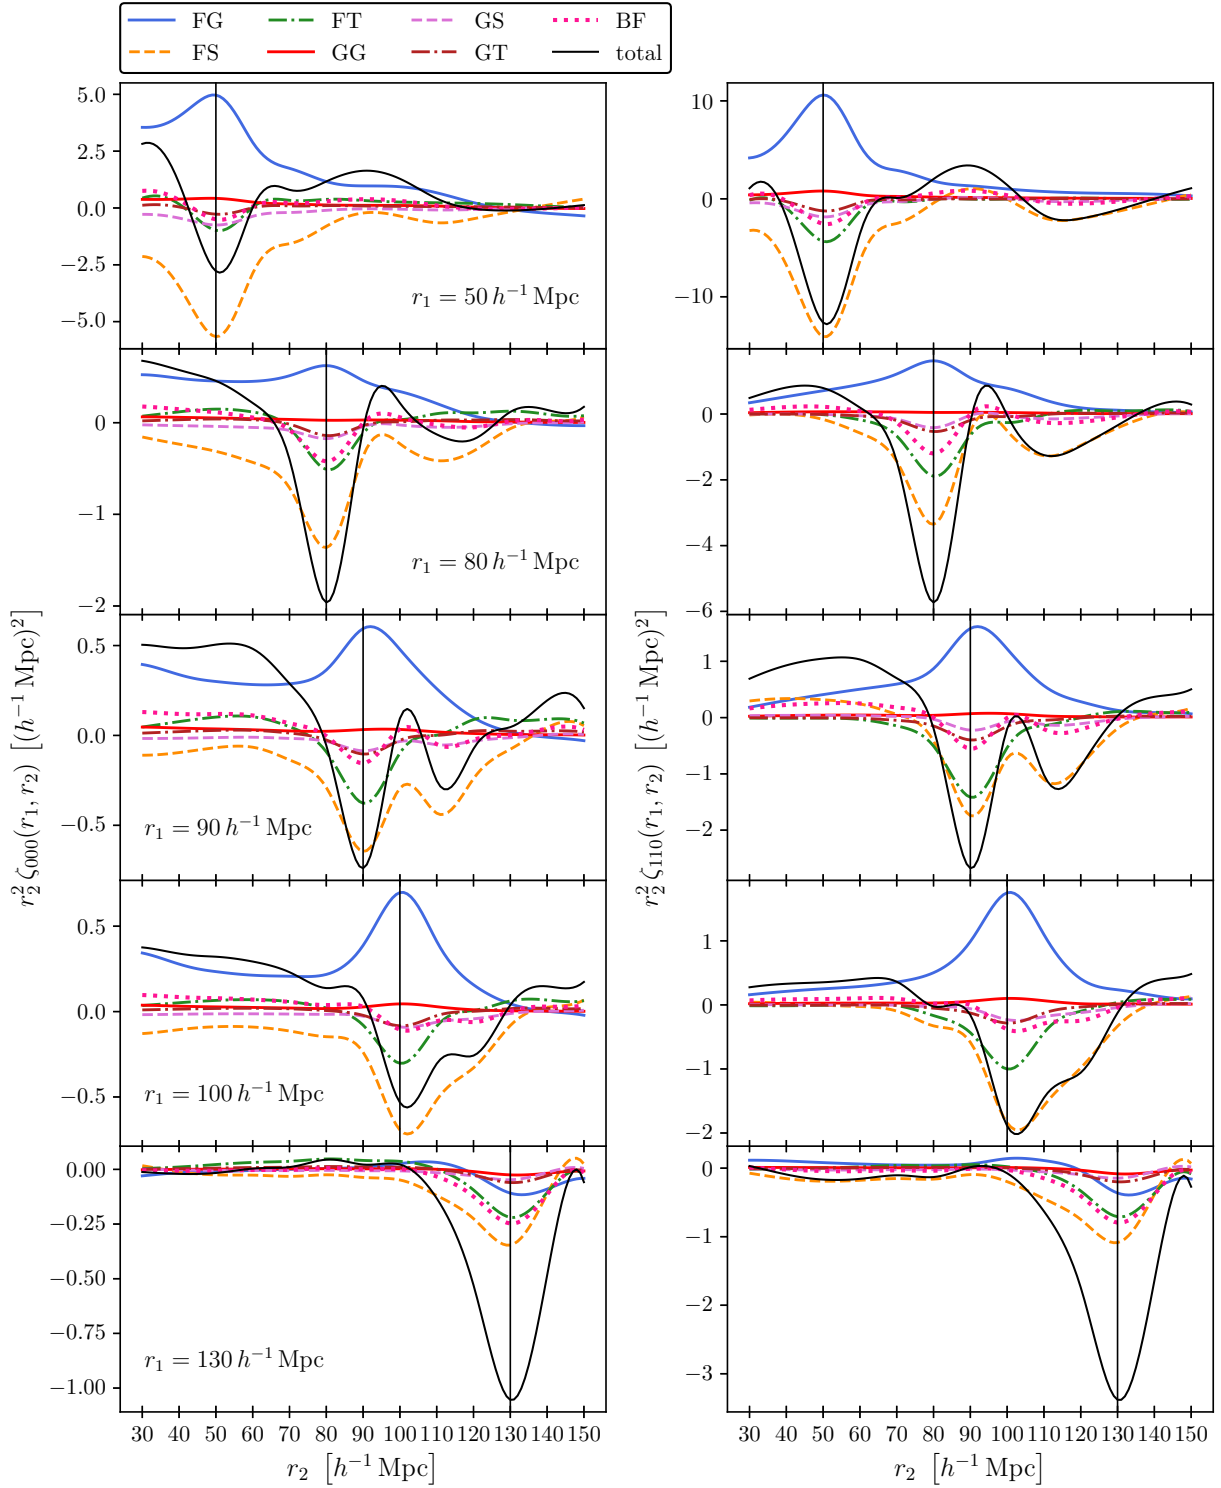 FG FT GS BF
FS GG GT total
5.0
2.5
0.0
−2.5
−5.0
r₁ = 50 h⁻¹ Mpc
10
0
−10
0
−1
−2
r₁ = 80 h⁻¹ Mpc
0
−2
−4
−6
r₂² ζ₀₀₀(r₁, r₂) [(h⁻¹ Mpc)²]
0.5
0.0
−0.5
r₁ = 90 h⁻¹ Mpc
r₂² ζ₁₁₀(r₁, r₂) [(h⁻¹ Mpc)²]
1
0
−1
−2
0.5
0.0
−0.5
r₁ = 100 h⁻¹ Mpc
1
0
−1
−2
0.00
−0.25
−0.50
−0.75
−1.00
r₁ = 130 h⁻¹ Mpc
0
−1
−2
−3
30 40 50 60 70 80 90 100 110 120 130 140 150
r₂ [h⁻¹ Mpc]
30 40 50 60 70 80 90 100 110 120 130 140 150
r₂ [h⁻¹ Mpc]